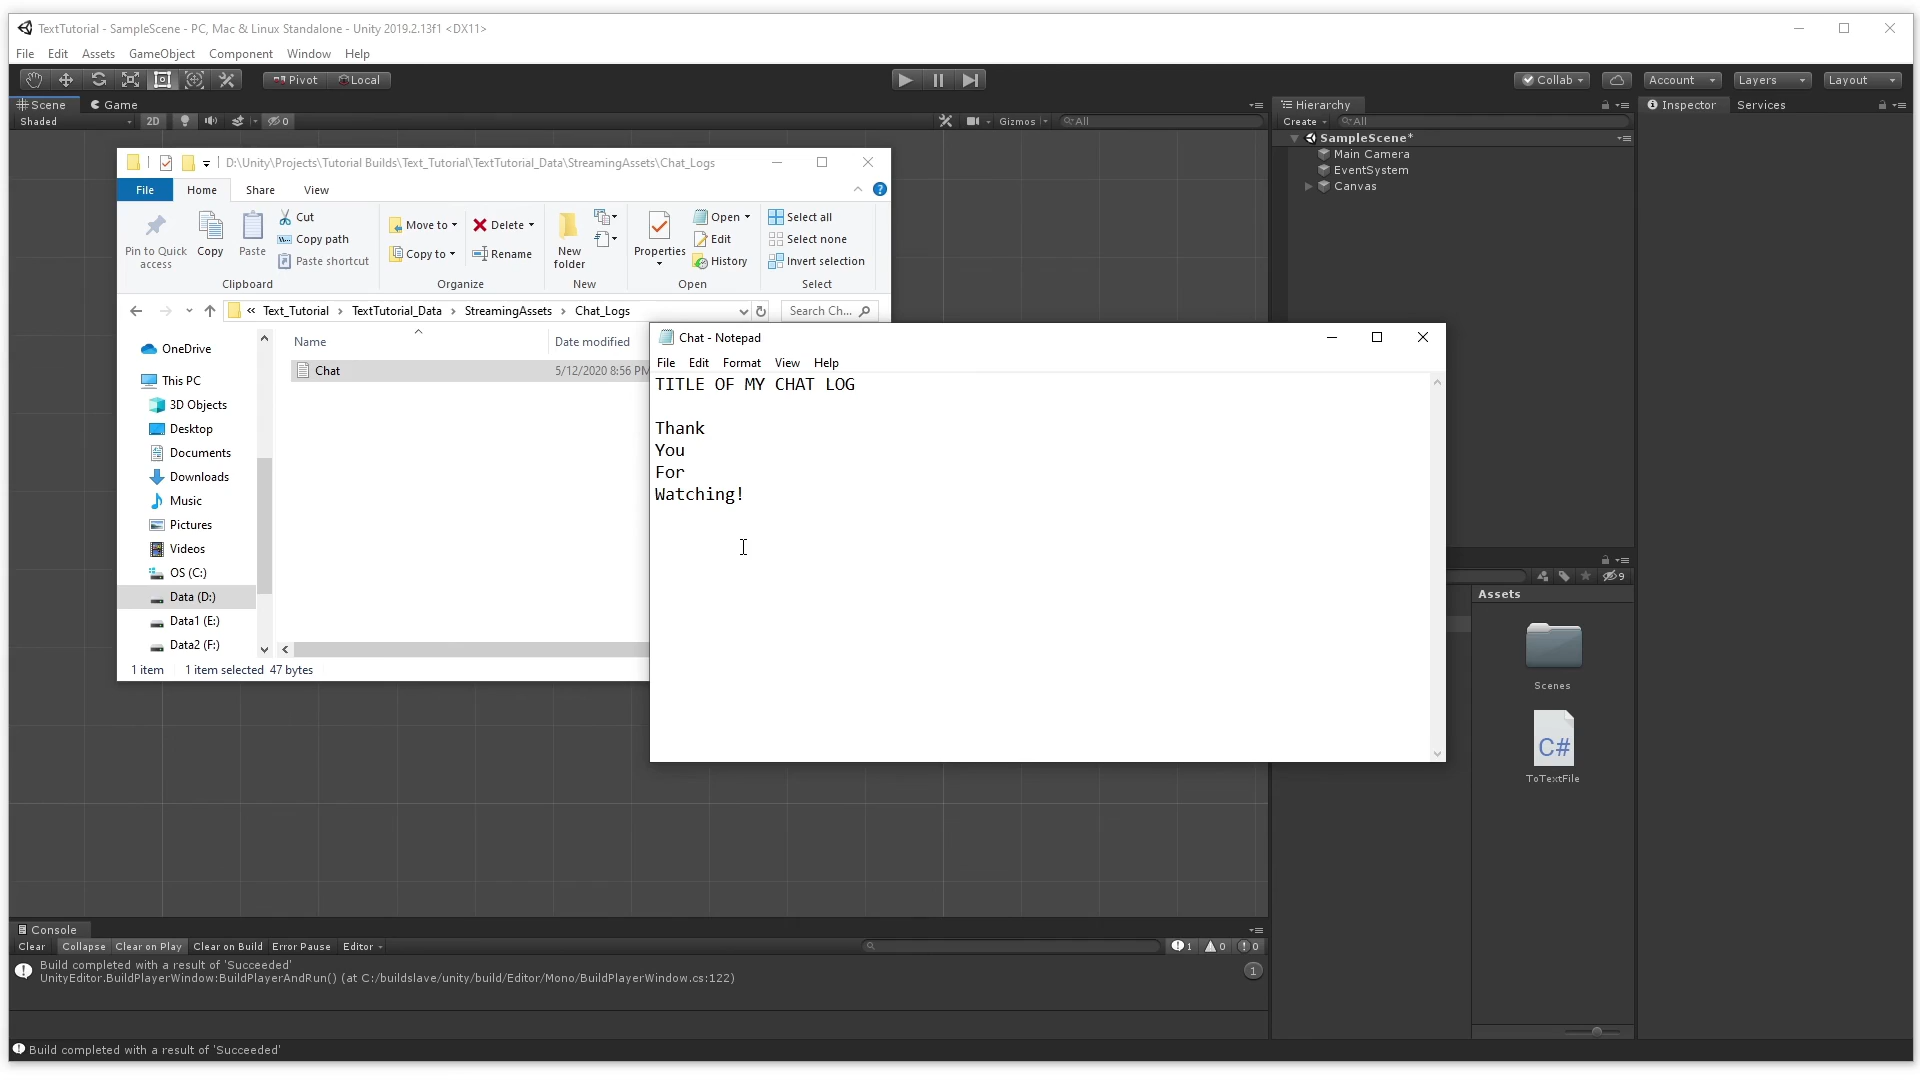 TextTutorial - SampleScene - PC, Mac & Linux Standalone - Unity 2019.2.13f1 <DX11>
File Edit Assets GameObject Component Window Help
Pivot Local Collab Account Layers Layout
Scene Game
Shaded 2D 0 Gizmos All
Hierarchy
Create All
SampleScene*
Main Camera
EventSystem
Canvas
Inspector Services
D:\Unity\Projects\Tutorial Builds\Text_Tutorial\TextTutorial_Data\StreamingAssets\Chat_Logs
File Home Share View
Pin to Quick access
Copy
Paste
Cut
Copy path
Paste shortcut
Clipboard
Move to
Copy to
Delete
Rename
Organize
New folder
New
Properties
Open
Edit
History
Open
Select all
Select none
Invert selection
Select
« Text_Tutorial › TextTutorial_Data › StreamingAssets › Chat_Logs
Search Ch...
OneDrive
This PC
3D Objects
Desktop
Documents
Downloads
Music
Pictures
Videos
OS (C:)
Data (D:)
Data1 (E:)
Data2 (F:)
Name Date modified
Chat 5/12/2020 8:56 PM
1 item 1 item selected 47 bytes
Chat - Notepad
File Edit Format View Help
TITLE OF MY CHAT LOG
Thank
You
For
Watching!
9
Assets
Scenes
C#
ToTextFile
Console
Clear Collapse Clear on Play Clear on Build Error Pause Editor 1 0 0
Build completed with a result of 'Succeeded'
UnityEditor.BuildPlayerWindow:BuildPlayerAndRun() (at C:/buildslave/unity/build/Editor/Mono/BuildPlayerWindow.cs:122)
1
Build completed with a result of 'Succeeded'